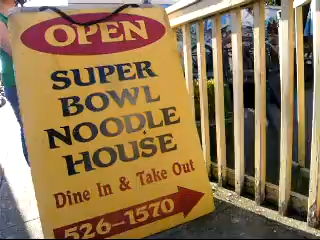 OPEN
SUPER
BOWL
NOODLE
HOUSE
Dine In & Take Out
526-1570